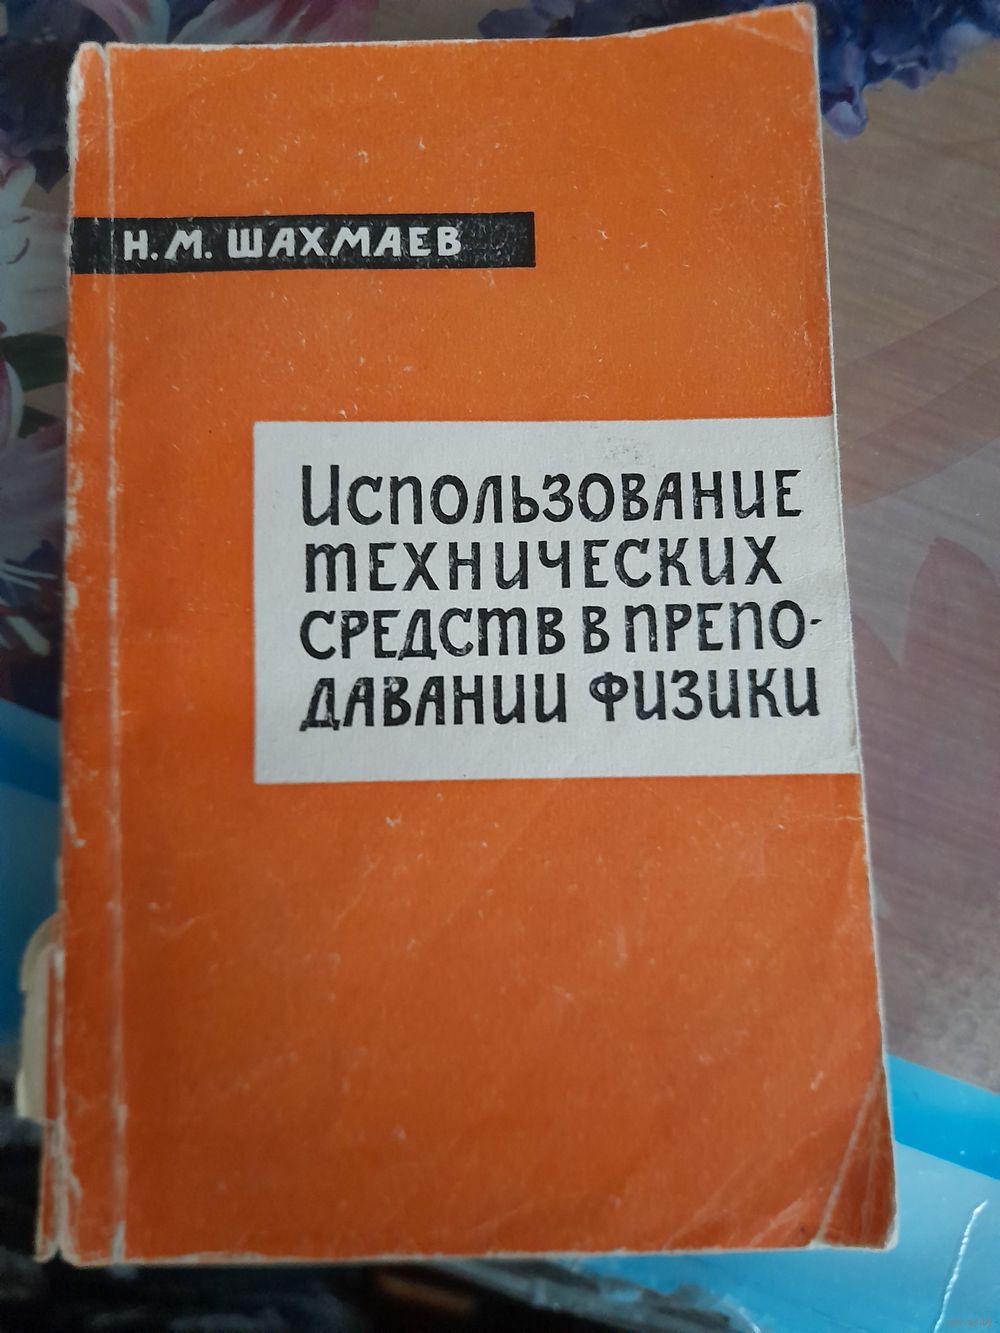 Н.М. ШАХМАЕВ
Использование
технических
средств в препо-
давании физики